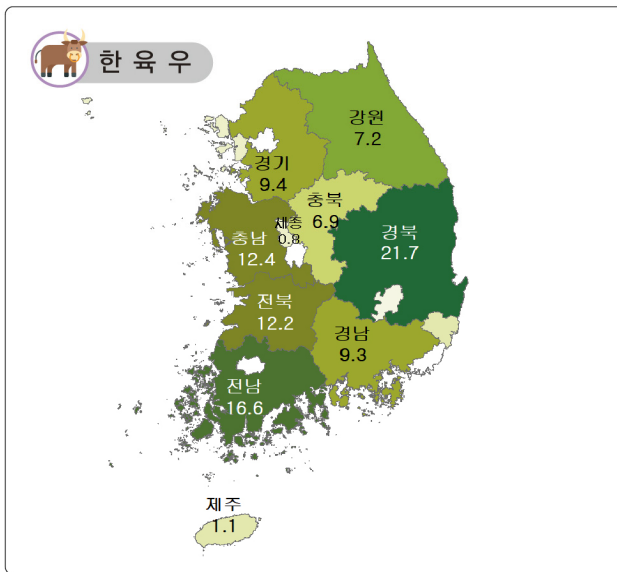 한 육 우
강원
7.2
경기
9.4
충북
6.9
세종
0.8
경북
21.7
충남
12.4
전북
12.2
경남
9.3
전남
16.6
제주
1.1